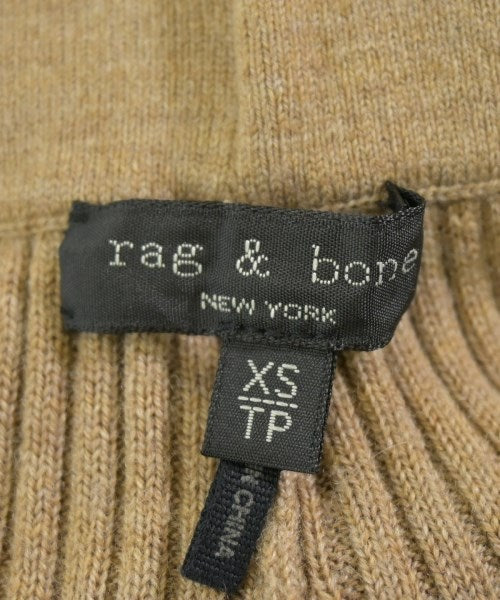 rag & bone
NEW YORK
XS
TP
CHINA